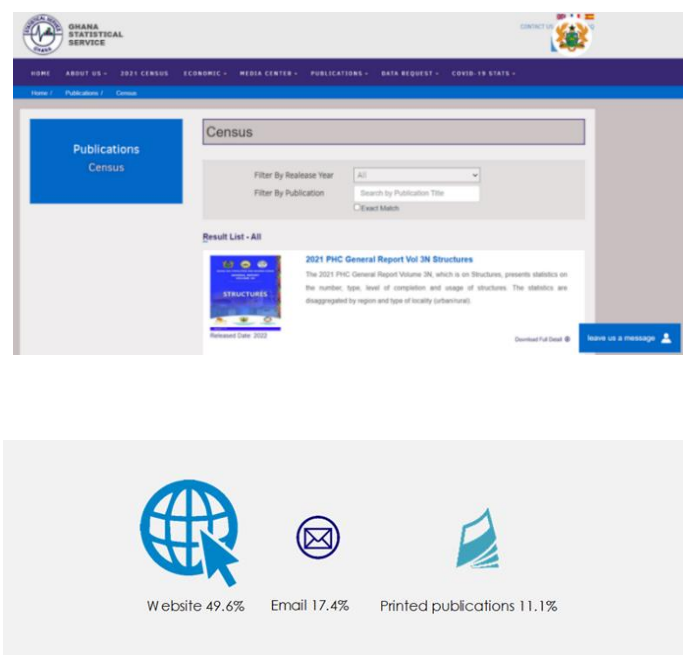 GHANA
STATISTICAL
SERVICE
CONTACT US
HOME ABOUT US 2021 CENSUS ECONOMIC MEDIA CENTER PUBLICATIONS DATA REQUEST COVID-19 STATS
Home / Publications / Census
Publications
Census
Census
Filter By Realease Year All
Filter By Publication Search by Publication Title
Exact Match
Result List - All
2021 PHC General Report Vol 3N Structures
The 2021 PHC General Report Volume 3N, which is on Structures, presents statistics on
the number, type, level of completion and usage of structures. The statistics are
disaggregated by region and type of locality (urban/rural).
STRUCTURES
Released Date: 2022
Download Full Detail
leave us a message
Website 49.6% Email 17.4% Printed publications 11.1%